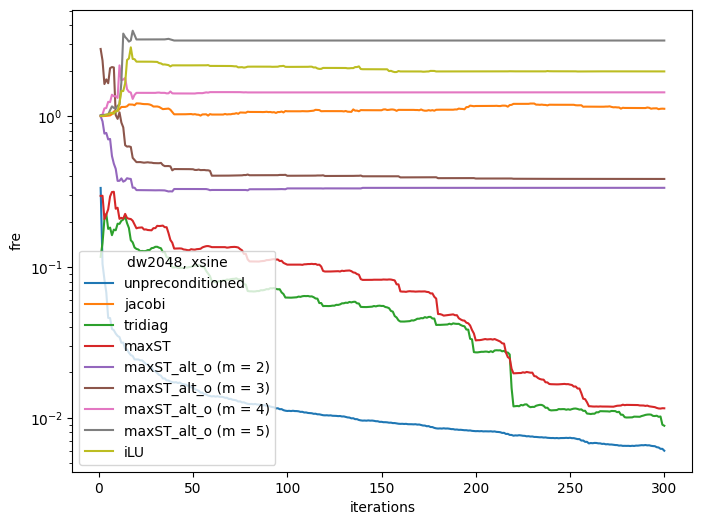 fre
10⁰
10⁻¹
10⁻²
dw2048, xsine
unpreconditioned
jacobi
tridiag
maxST
maxST_alt_o (m = 2)
maxST_alt_o (m = 3)
maxST_alt_o (m = 4)
maxST_alt_o (m = 5)
iLU
0 50 100 150 200 250 300
iterations